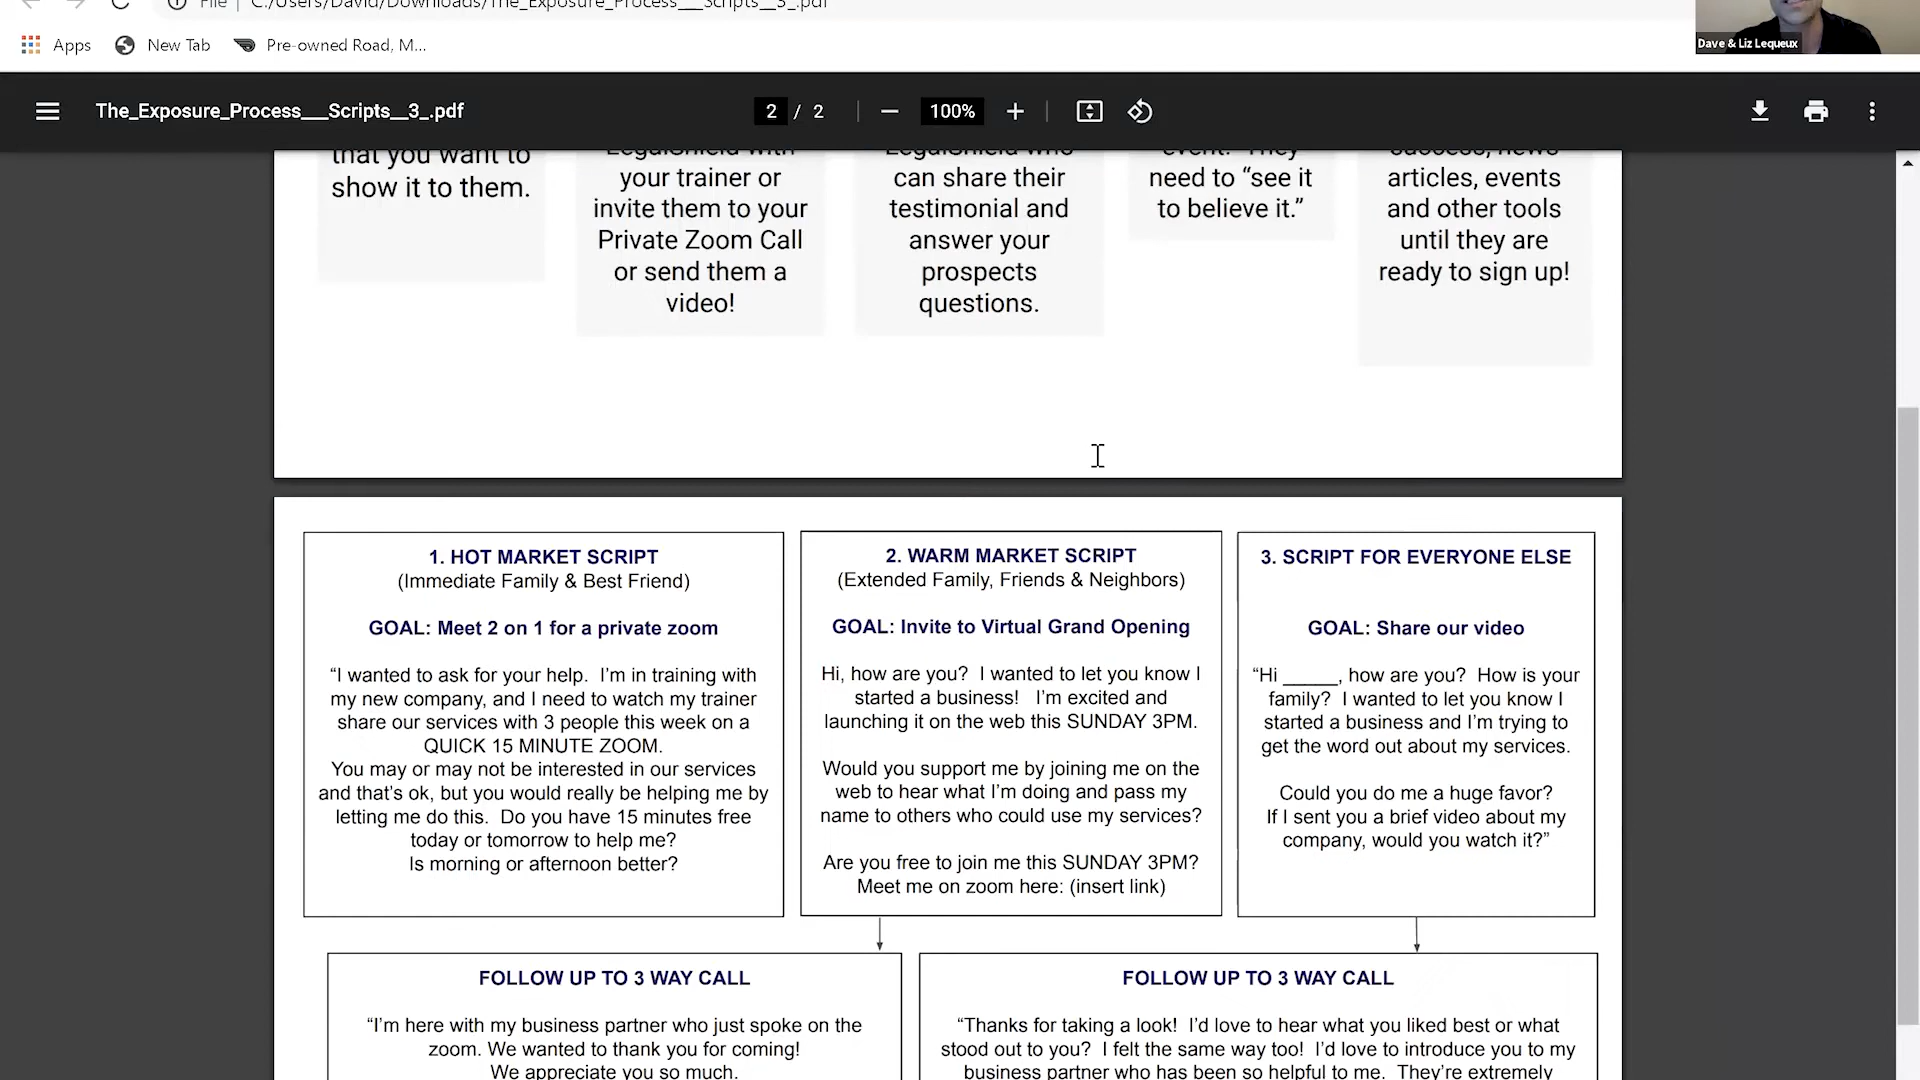 File | C:/Users/David/Downloads/The_Exposure_Process___Scripts__3_.pdf
Apps New Tab Pre-owned Road, M...
Dave & Liz Lequeux
The_Exposure_Process___Scripts__3_.pdf
2 / 2
100%
that you want to
show it to them.
LegalShield with
your trainer or
invite them to your
Private Zoom Call
or send them a
video!
LegalShield who
can share their
testimonial and
answer your
prospects
questions.
event! They
need to “see it
to believe it.”
success, news
articles, events
and other tools
until they are
ready to sign up!
1. HOT MARKET SCRIPT
(Immediate Family & Best Friend)
GOAL: Meet 2 on 1 for a private zoom
“I wanted to ask for your help. I’m in training with
my new company, and I need to watch my trainer
share our services with 3 people this week on a
QUICK 15 MINUTE ZOOM.
You may or may not be interested in our services
and that’s ok, but you would really be helping me by
letting me do this. Do you have 15 minutes free
today or tomorrow to help me?
Is morning or afternoon better?
2. WARM MARKET SCRIPT
(Extended Family, Friends & Neighbors)
GOAL: Invite to Virtual Grand Opening
Hi, how are you? I wanted to let you know I
started a business! I’m excited and
launching it on the web this SUNDAY 3PM.
Would you support me by joining me on the
web to hear what I’m doing and pass my
name to others who could use my services?
Are you free to join me this SUNDAY 3PM?
Meet me on zoom here: (insert link)
3. SCRIPT FOR EVERYONE ELSE
GOAL: Share our video
“Hi _____, how are you? How is your
family? I wanted to let you know I
started a business and I’m trying to
get the word out about my services.
Could you do me a huge favor?
If I sent you a brief video about my
company, would you watch it?”
FOLLOW UP TO 3 WAY CALL
“I’m here with my business partner who just spoke on the
zoom. We wanted to thank you for coming!
We appreciate you so much.
FOLLOW UP TO 3 WAY CALL
“Thanks for taking a look! I’d love to hear what you liked best or what
stood out to you? I felt the same way too! I’d love to introduce you to my
business partner who has been so helpful to me. They’re extremely